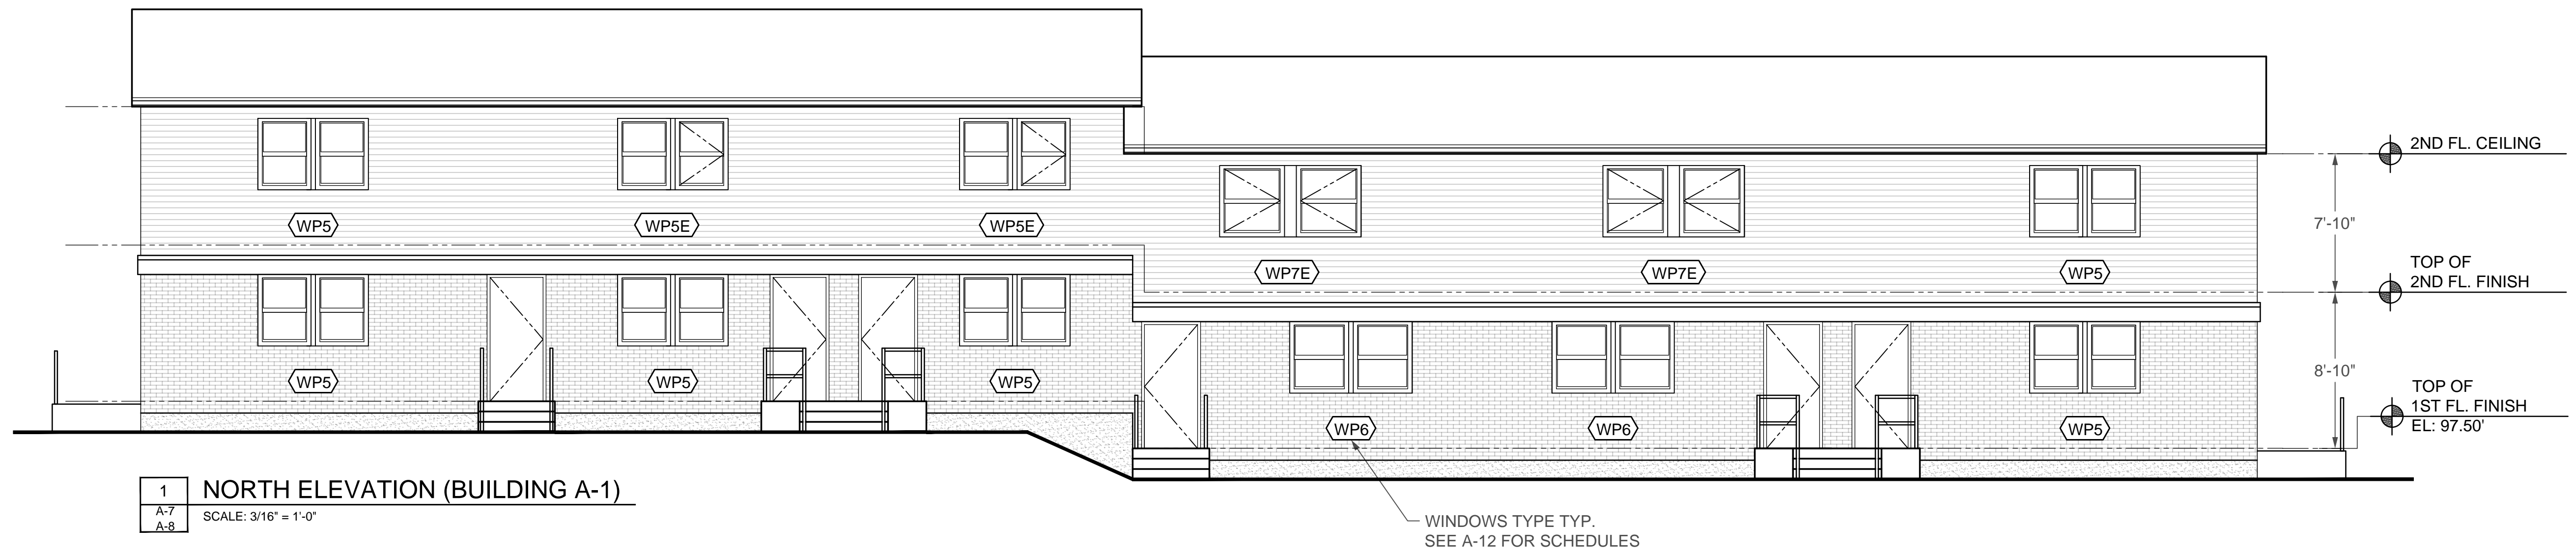 2ND FL. CEILING
WP5
WP5E
WP5E
7'-10"
WP7E
WP7E
WP5
TOP OF
2ND FL. FINISH
WP5
WP5
WP5
8'-10"
TOP OF
1ST FL. FINISH
EL: 97.50'
WP6
WP6
WP5
1
A-7
A-8
NORTH ELEVATION (BUILDING A-1)
SCALE: 3/16" = 1'-0"
WINDOWS TYPE TYP.
SEE A-12 FOR SCHEDULES